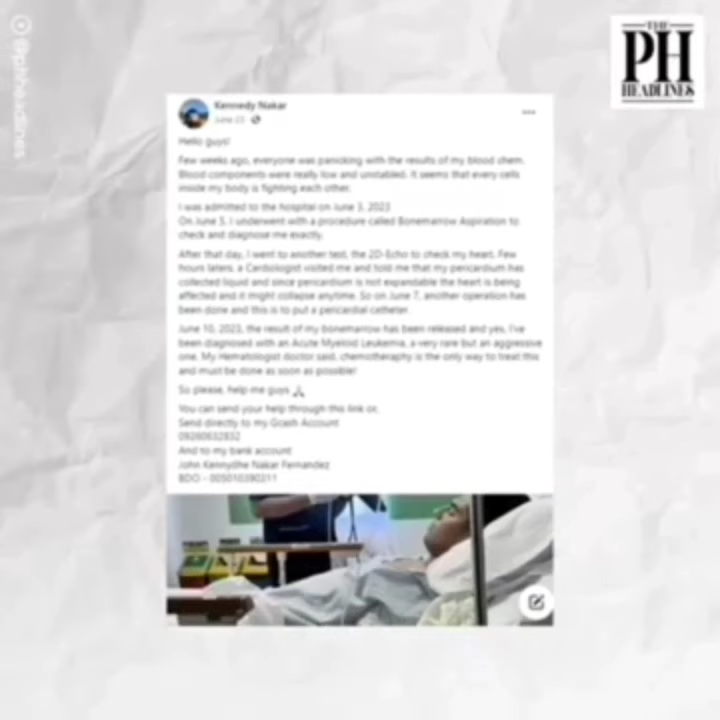 @phheadlines
THE
PH
HEADLINES
Kennedy Nakar
June 23
Hello guys!
Few weeks ago, everyone was panicking with the results of my blood chem.
Blood components were really low and unstabled. It seems that every cells
inside my body is fighting each other.
I was admitted to the hospital on June 3, 2023
On June 5, I underwent with a procedure called Bonemarrow Aspiration to
check and diagnose me exactly.
After that day, I went to another test, the 2D-Echo to check my heart. Few
hours laters, a Cardiologist visited me and told me that my pericardium has
collected liquid and since pericardium is not expandable the heart is being
affected and it might collapse anytime. So on June 7, another operation has
been done and this is to put a pericardial catheter.
June 10, 2023, the result of my bonemarrow has been released and yes, I've
been diagnosed with an Acute Myeloid Leukemia, a very rare but an aggressive
one. My Hematologist doctor said, chemotheraphy is the only way to treat this
and must be done as soon as possible!
So please, help me guys 🙏
You can send your help through this link or,
Send directly to my Gcash Account
09280632832
And to my bank account
John Kennydhe Nakar Fernandez
BDO - 005010390211